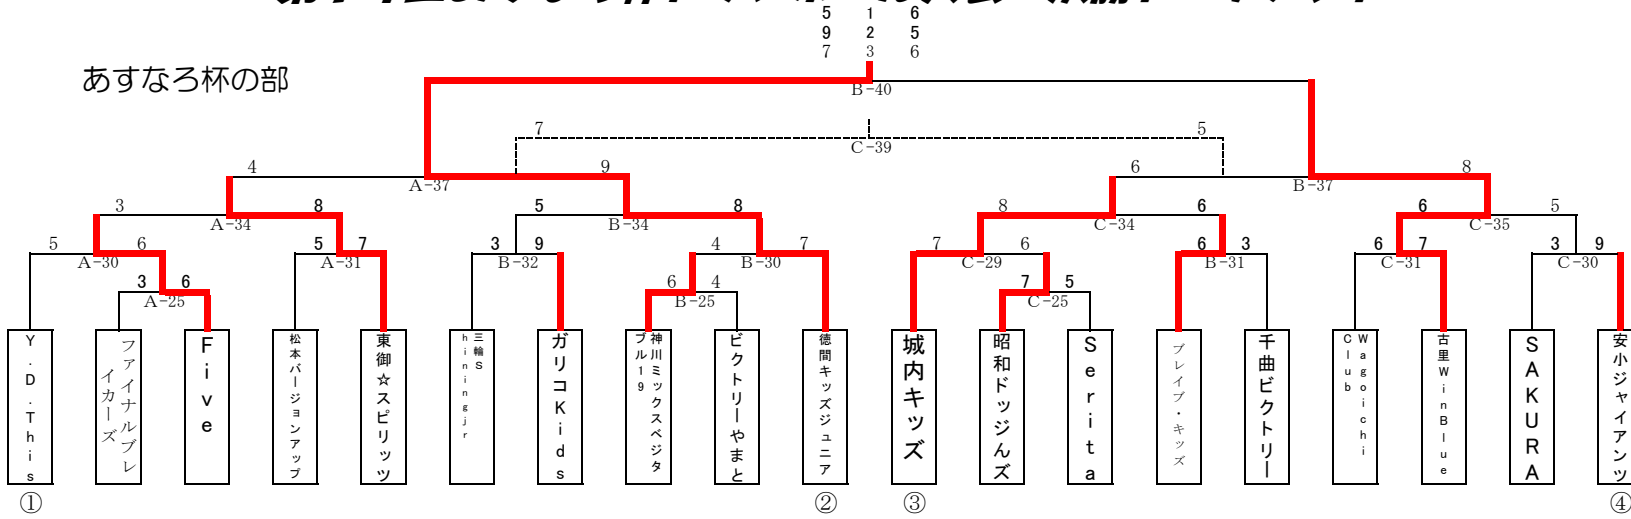 5 1 6
9 2 5
7 3 6
あすなろ杯の部
B-40
7 5
C-39
4 9 6 8
A-37 B-37
3 8 5 8 8 6 6 5
A-34 B-34 C-34 C-35
5 6 5 7 3 9 4 7 7 6 6 3 6 7 3 9
A-30 A-31 B-32 B-30 C-29 B-31 C-31 C-30
3 6 6 4 7 5
A-25 B-25 C-25
Y.D.This
ファイナルブレイカーズ
Five
松本バージョンアップ
東御☆スピリッツ
三輪Shiningjr
ガリコKids
神川ミックスベジタブル19
ビクトリーやまと
徳間キッズジュニア
城内キッズ
昭和ドッジんズ
Serita
ブレイブ・キッズ
千曲ビクトリー
WagoichiClub
古里WinBlue
SAKURA
安小ジャイアンツ
① ② ③ ④